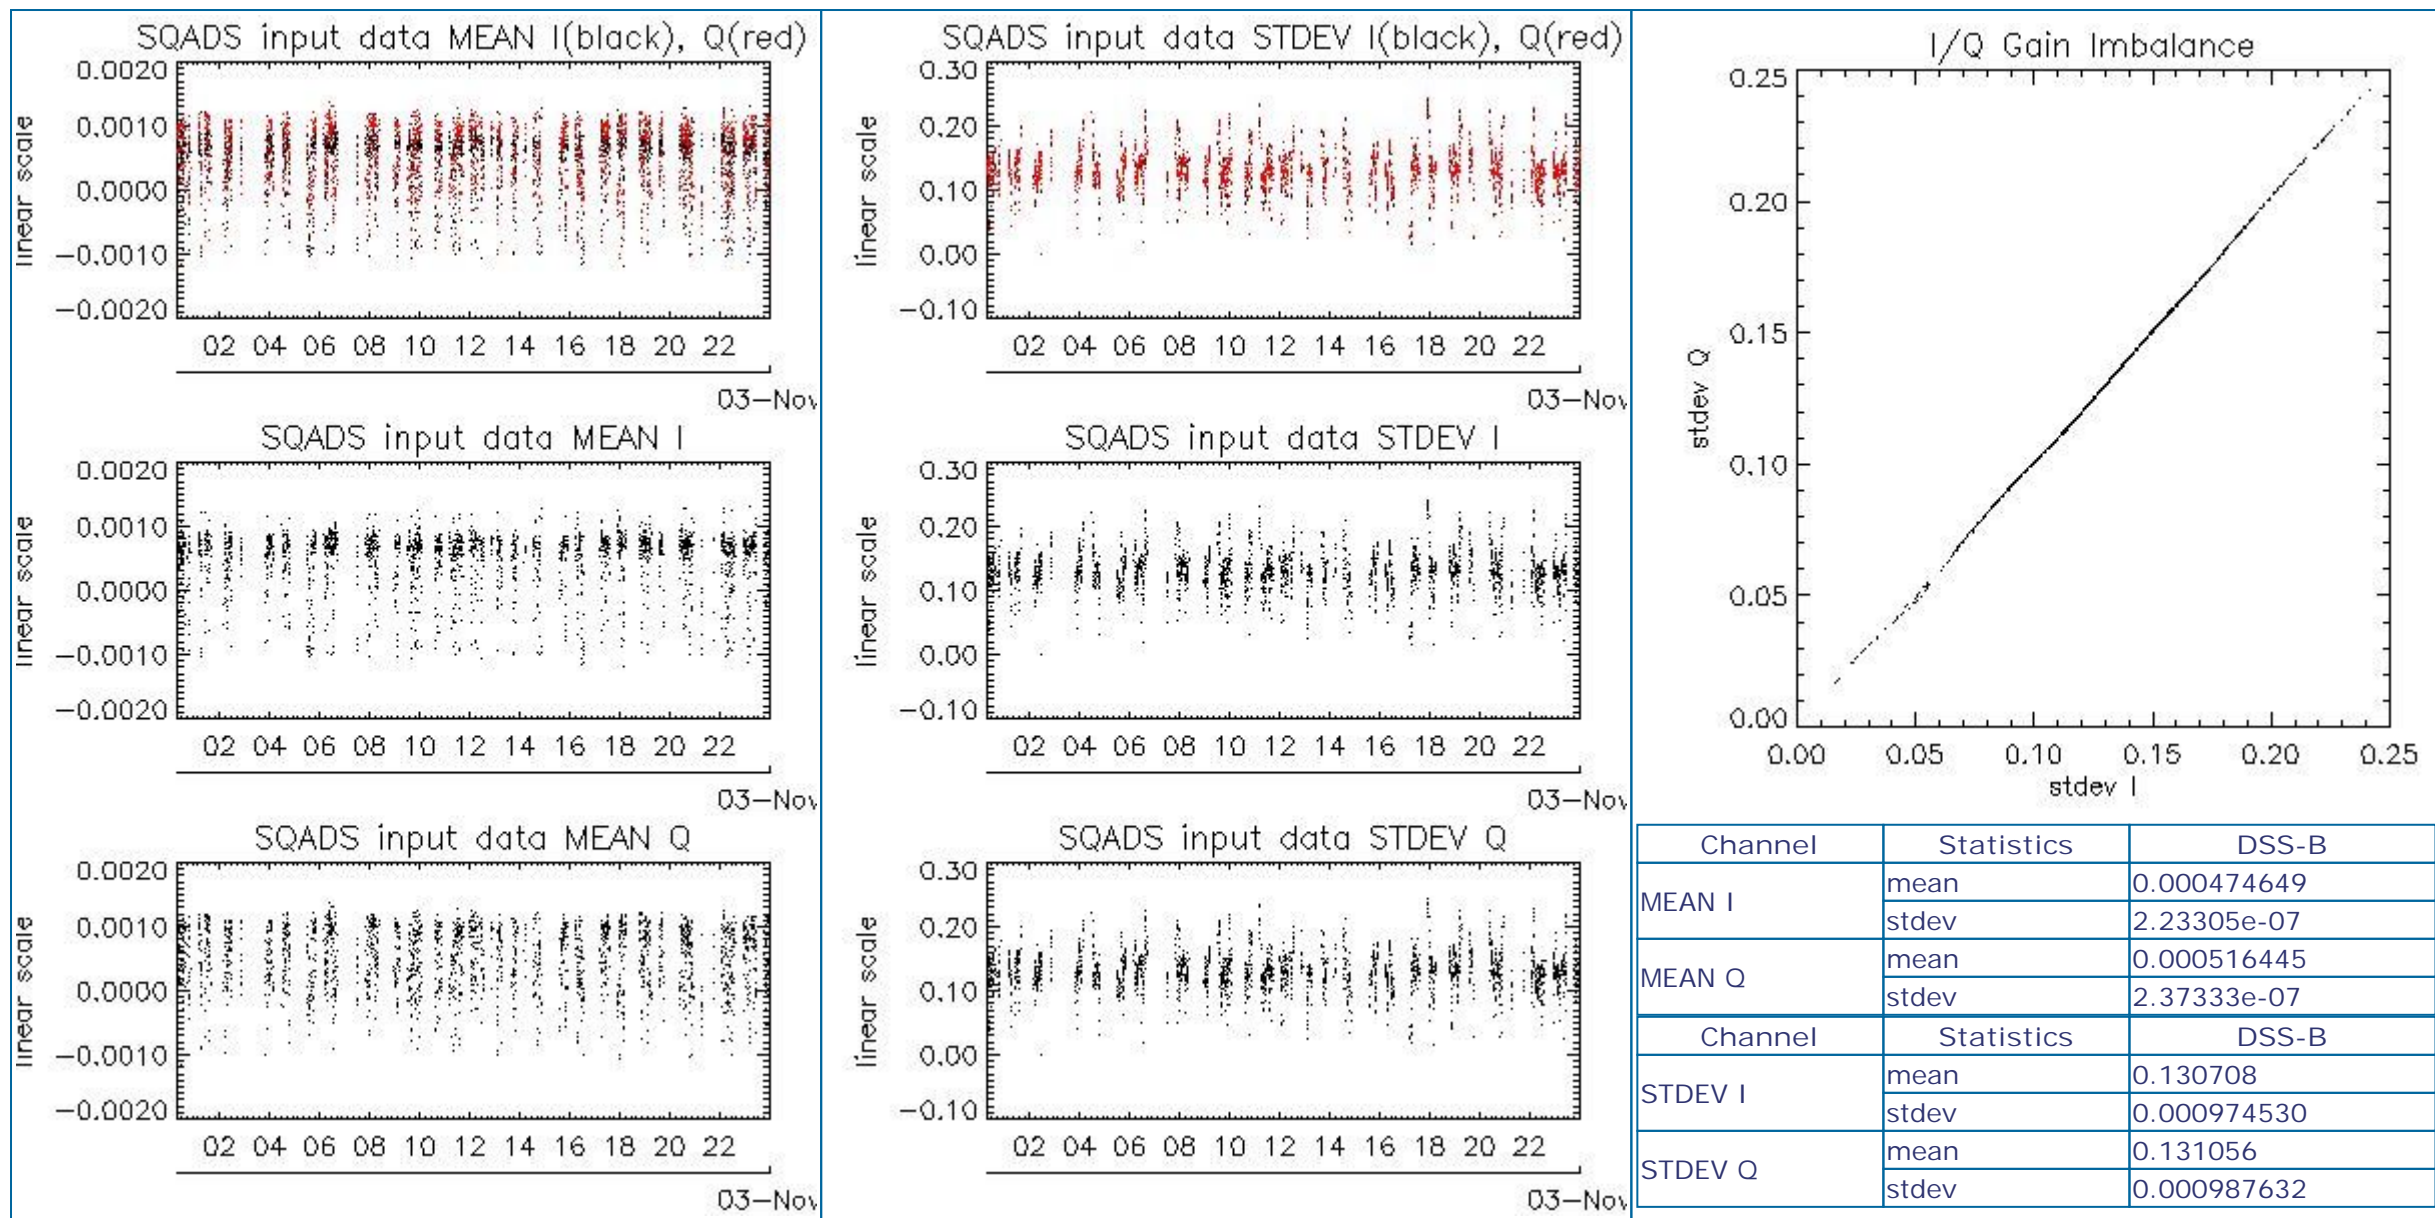 SQADS input data MEAN I(black), Q(red)
0.0020
0.0010
0.0000
-0.0010
-0.0020
linear scale
02 04 06 08 10 12 14 16 18 20 22
03-Nov
SQADS input data MEAN I
0.0020
0.0010
0.0000
-0.0010
-0.0020
linear scale
02 04 06 08 10 12 14 16 18 20 22
03-Nov
SQADS input data MEAN Q
0.0020
0.0010
0.0000
-0.0010
-0.0020
linear scale
02 04 06 08 10 12 14 16 18 20 22
03-Nov
SQADS input data STDEV I(black), Q(red)
0.30
0.20
0.10
0.00
-0.10
linear scale
02 04 06 08 10 12 14 16 18 20 22
03-Nov
SQADS input data STDEV I
0.30
0.20
0.10
0.00
-0.10
linear scale
02 04 06 08 10 12 14 16 18 20 22
03-Nov
SQADS input data STDEV Q
0.30
0.20
0.10
0.00
-0.10
linear scale
02 04 06 08 10 12 14 16 18 20 22
03-Nov
I/Q Gain Imbalance
0.25
0.20
0.15
0.10
0.05
0.00
stdev Q
0.00 0.05 0.10 0.15 0.20 0.25
stdev I
Channel Statistics DSS-B
MEAN I mean 0.000474649
stdev 2.23305e-07
MEAN Q mean 0.000516445
stdev 2.37333e-07
Channel Statistics DSS-B
STDEV I mean 0.130708
stdev 0.000974530
STDEV Q mean 0.131056
stdev 0.000987632